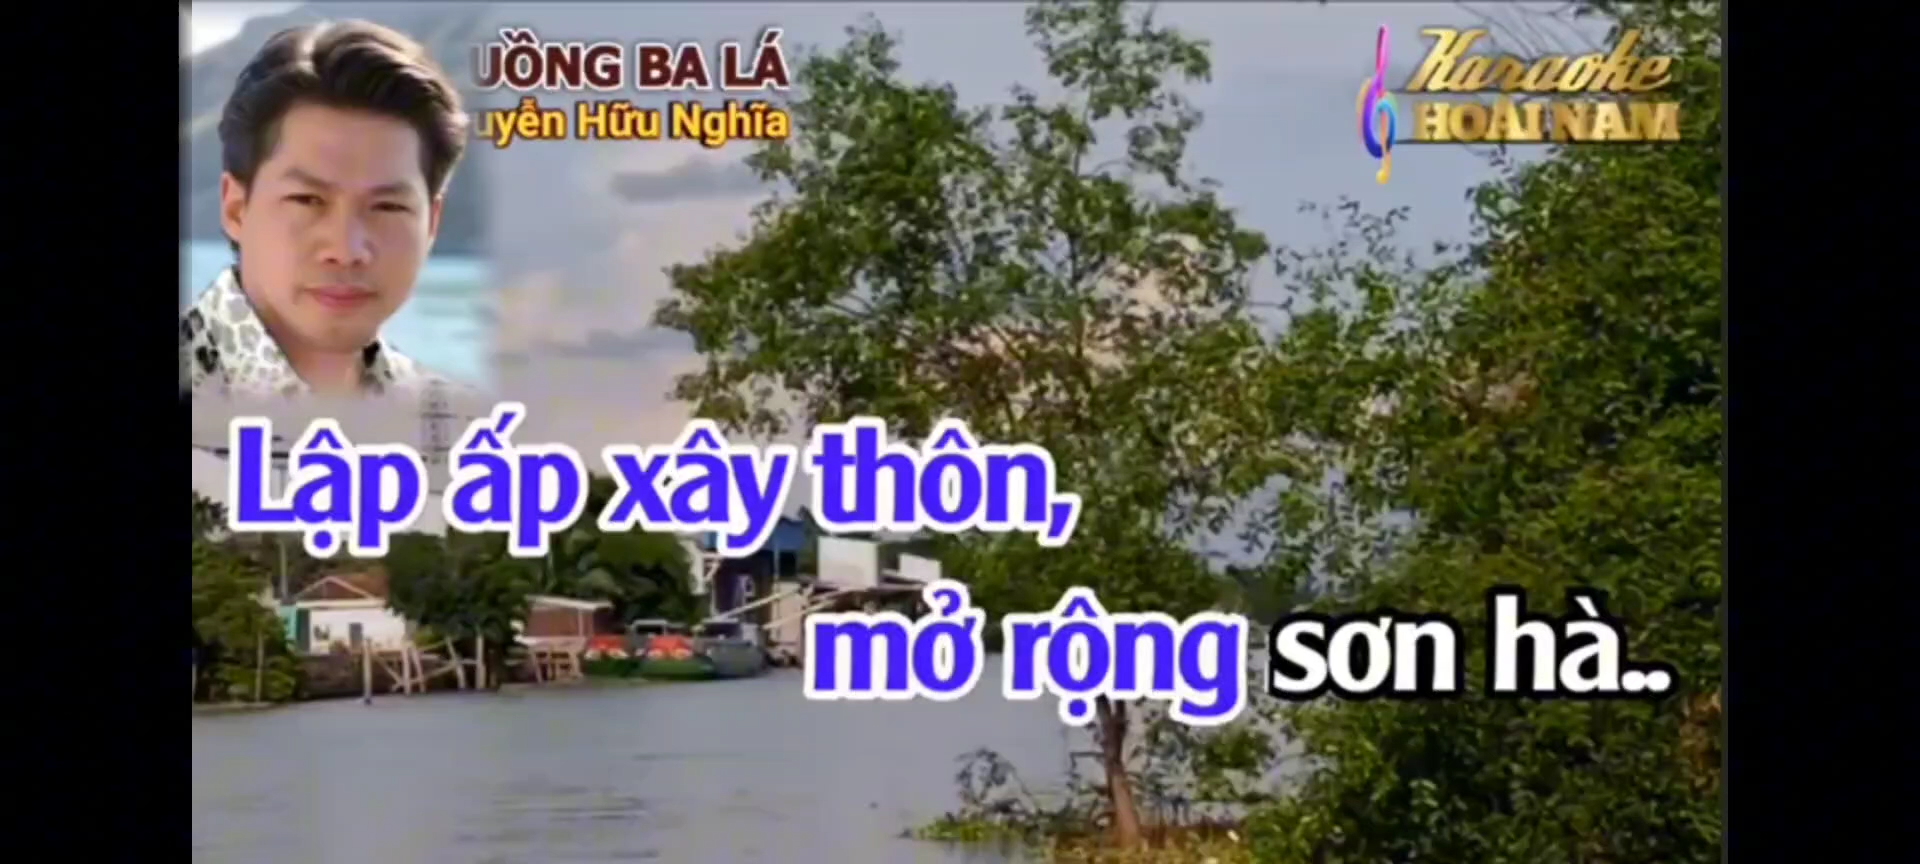 UỒNG BA LÁ
uyễn Hữu Nghĩa
Karaoke
HOÀI NAM
Lập ấp xây thôn,
mở rộng sơn hà..